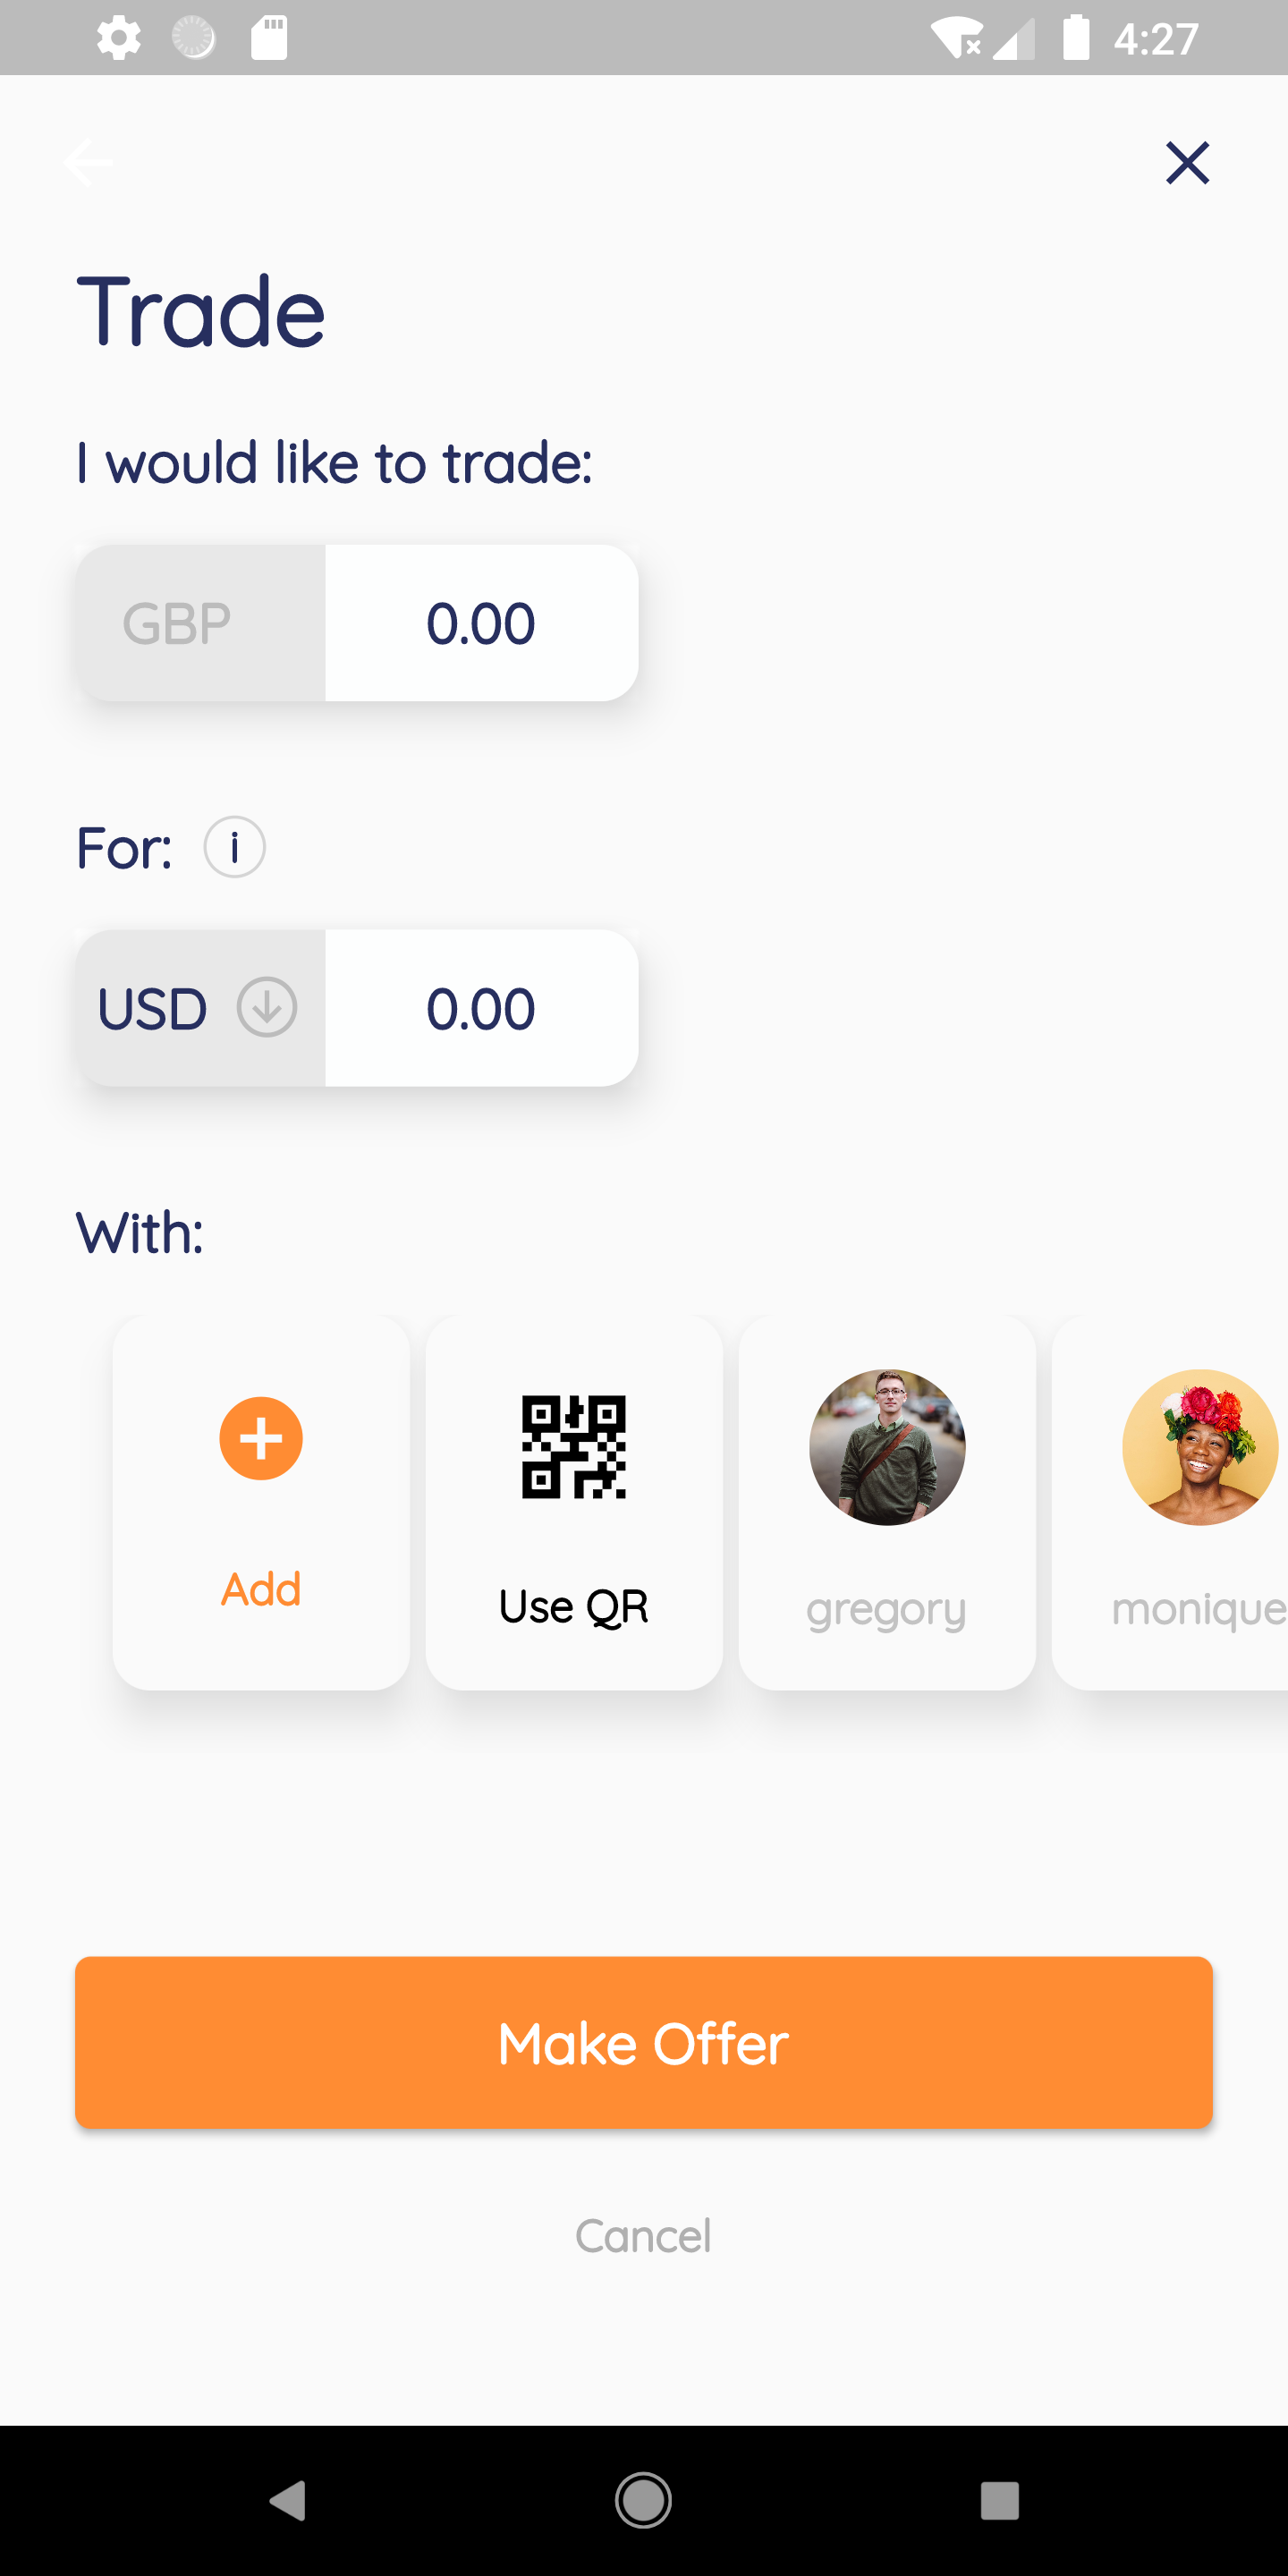 4:27
Trade
I would like to trade:
GBP 0.00
For: i
USD 0.00
With:
Add
Use QR
gregory
monique
Make Offer
Cancel